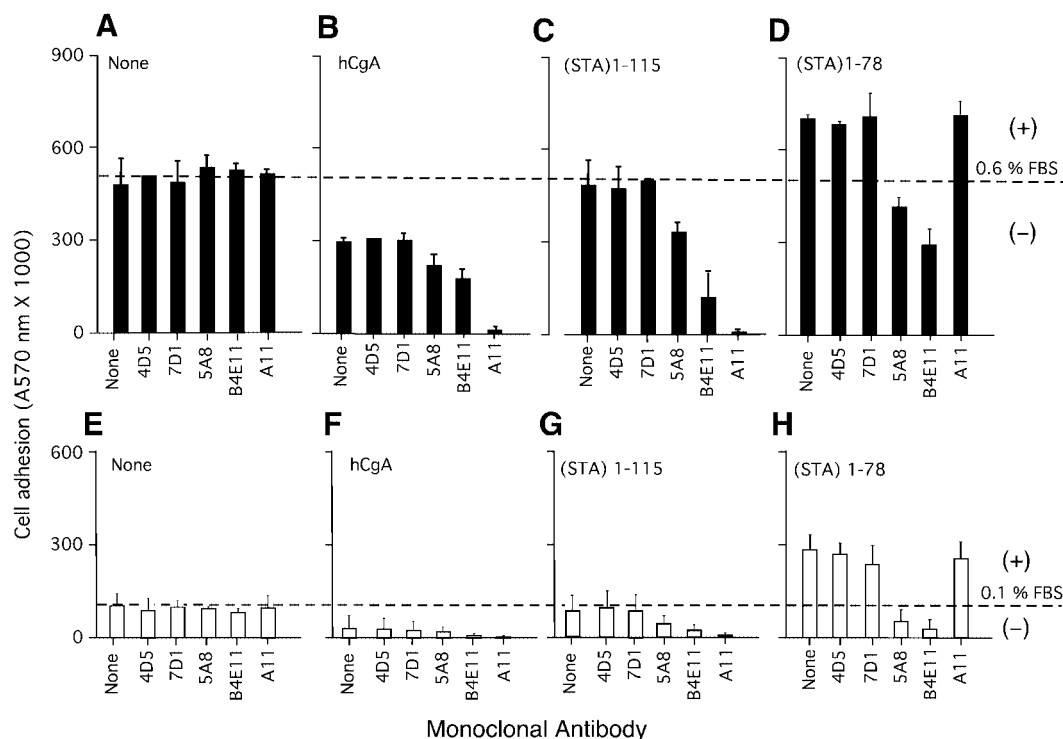 A
B
C
D
None
hCgA
(STA)1-115
(STA)1-78
900
600
300
0
(+)
0.6 % FBS
(-)
None
4D5
7D1
5A8
B4E11
A11
None
4D5
7D1
5A8
B4E11
A11
None
4D5
7D1
5A8
B4E11
A11
None
4D5
7D1
5A8
B4E11
A11
Cell adhesion (A570 nm X 1000)
E
F
G
H
None
hCgA
(STA) 1-115
(STA) 1-78
600
300
0
(+)
0.1 % FBS
(-)
None
4D5
7D1
5A8
B4E11
A11
None
4D5
7D1
5A8
B4E11
A11
None
4D5
7D1
5A8
B4E11
A11
None
4D5
7D1
5A8
B4E11
A11
Monoclonal Antibody